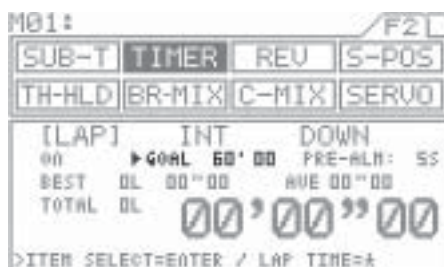 M01: F2
SUB-T TIMER REV S-POS
TH-HLD BR-MIX C-MIX SERVO
[LAP] INT DOWN
00 ▶GOAL 60'00 PRE-ALM: 5S
BEST 0L 00"00 AVE 00"00
TOTAL 0L 00'00"00
>ITEM SELECT=ENTER / LAP TIME=±